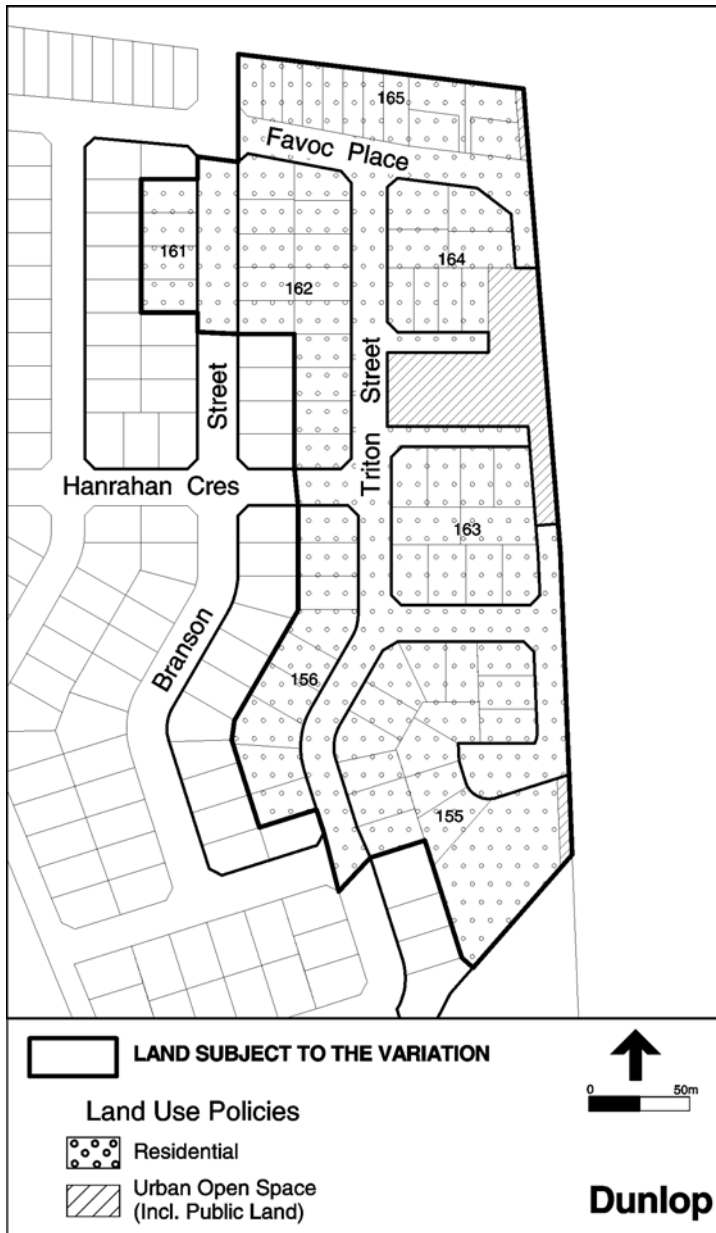 165
Favoc Place
161
162
164
Street
Triton Street
Hanrahan Cres
163
Branson
156
155
LAND SUBJECT TO THE VARIATION
0 50m
Land Use Policies
Residential
Urban Open Space
(Incl. Public Land)
Dunlop